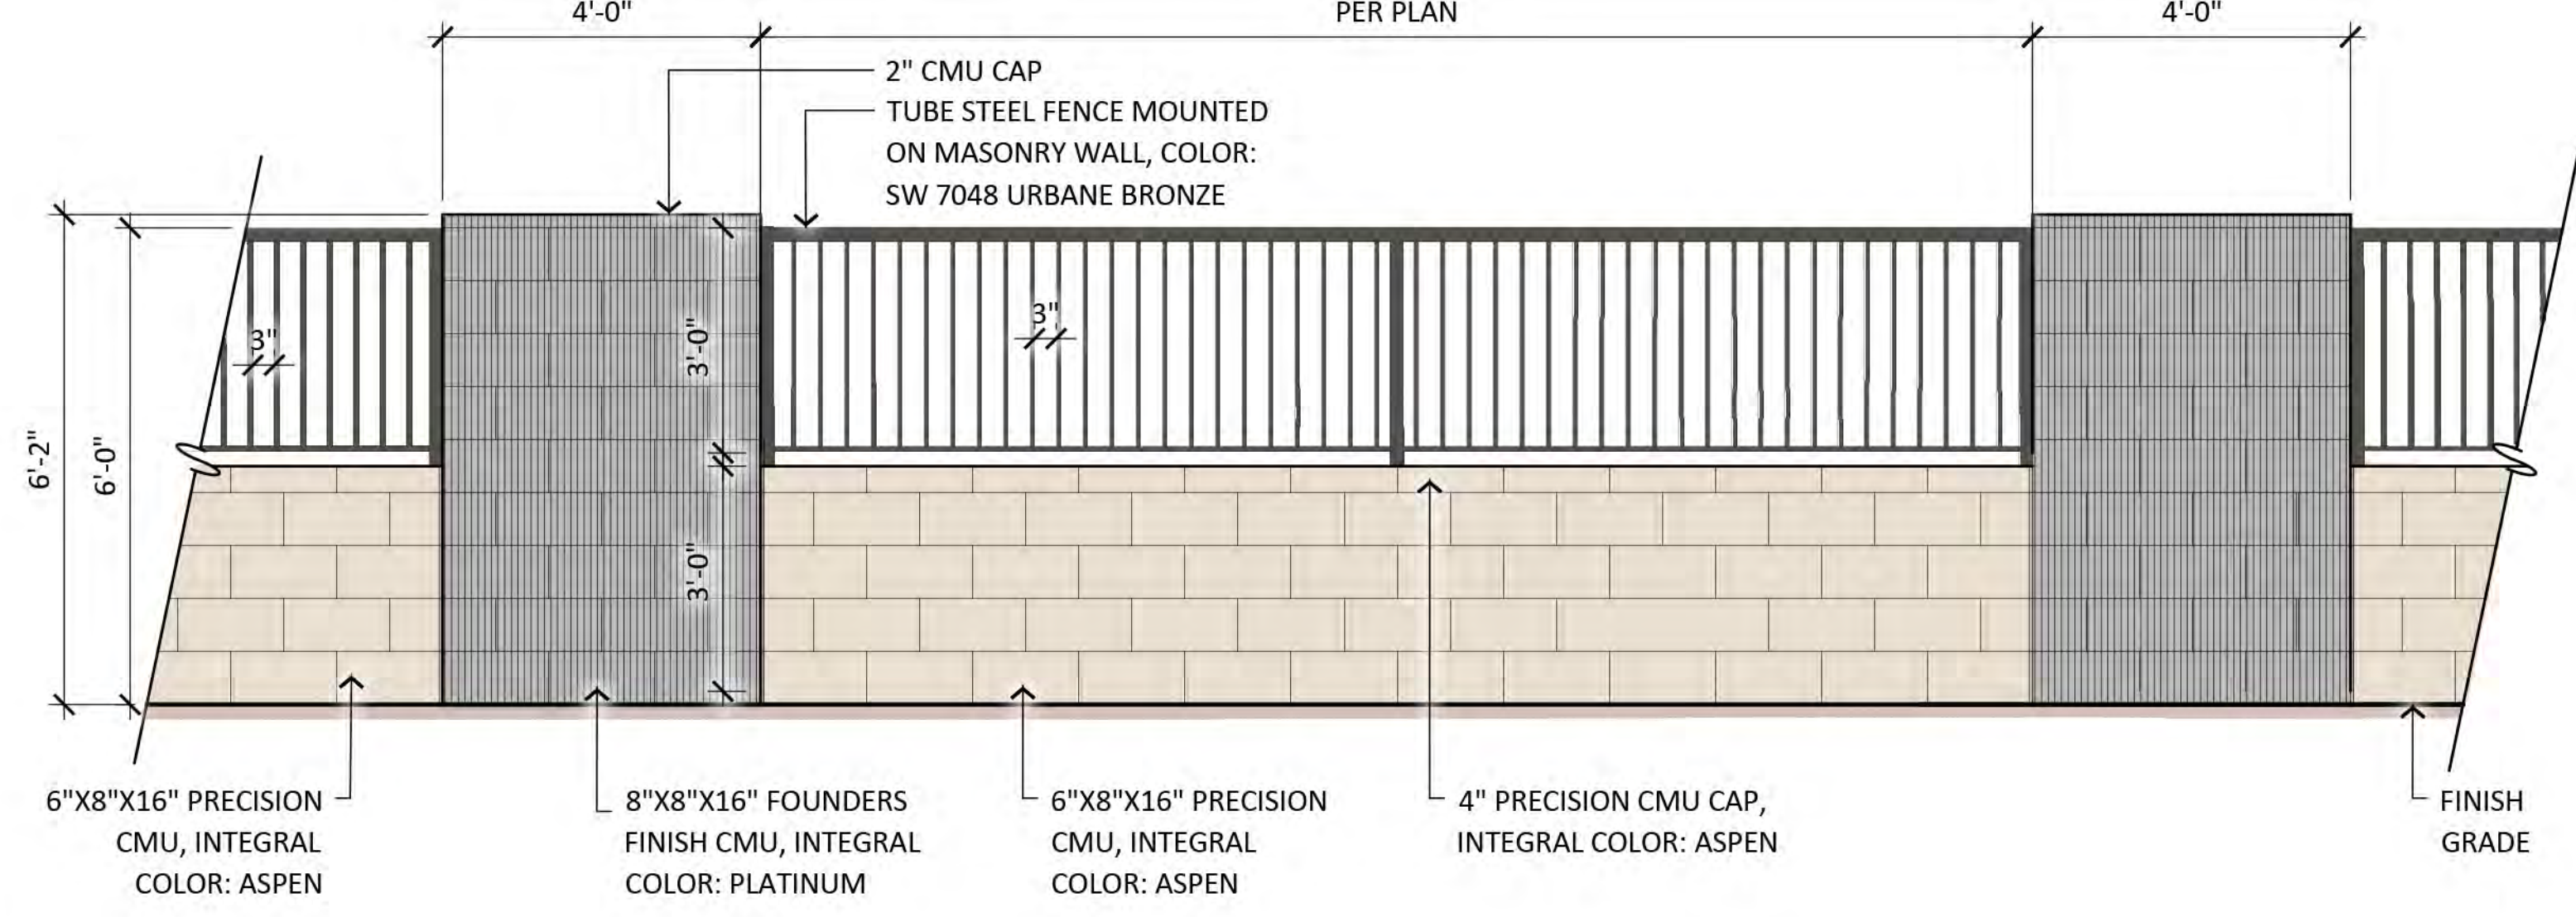 4'-0"
PER PLAN
4'-0"
2" CMU CAP
TUBE STEEL FENCE MOUNTED
ON MASONRY WALL, COLOR:
SW 7048 URBANE BRONZE
3"
3"
3'-0"
6'-2"
6'-0"
3'-0"
6"X8"X16" PRECISION
CMU, INTEGRAL
COLOR: ASPEN
8"X8"X16" FOUNDERS
FINISH CMU, INTEGRAL
COLOR: PLATINUM
6"X8"X16" PRECISION
CMU, INTEGRAL
COLOR: ASPEN
4" PRECISION CMU CAP,
INTEGRAL COLOR: ASPEN
FINISH
GRADE